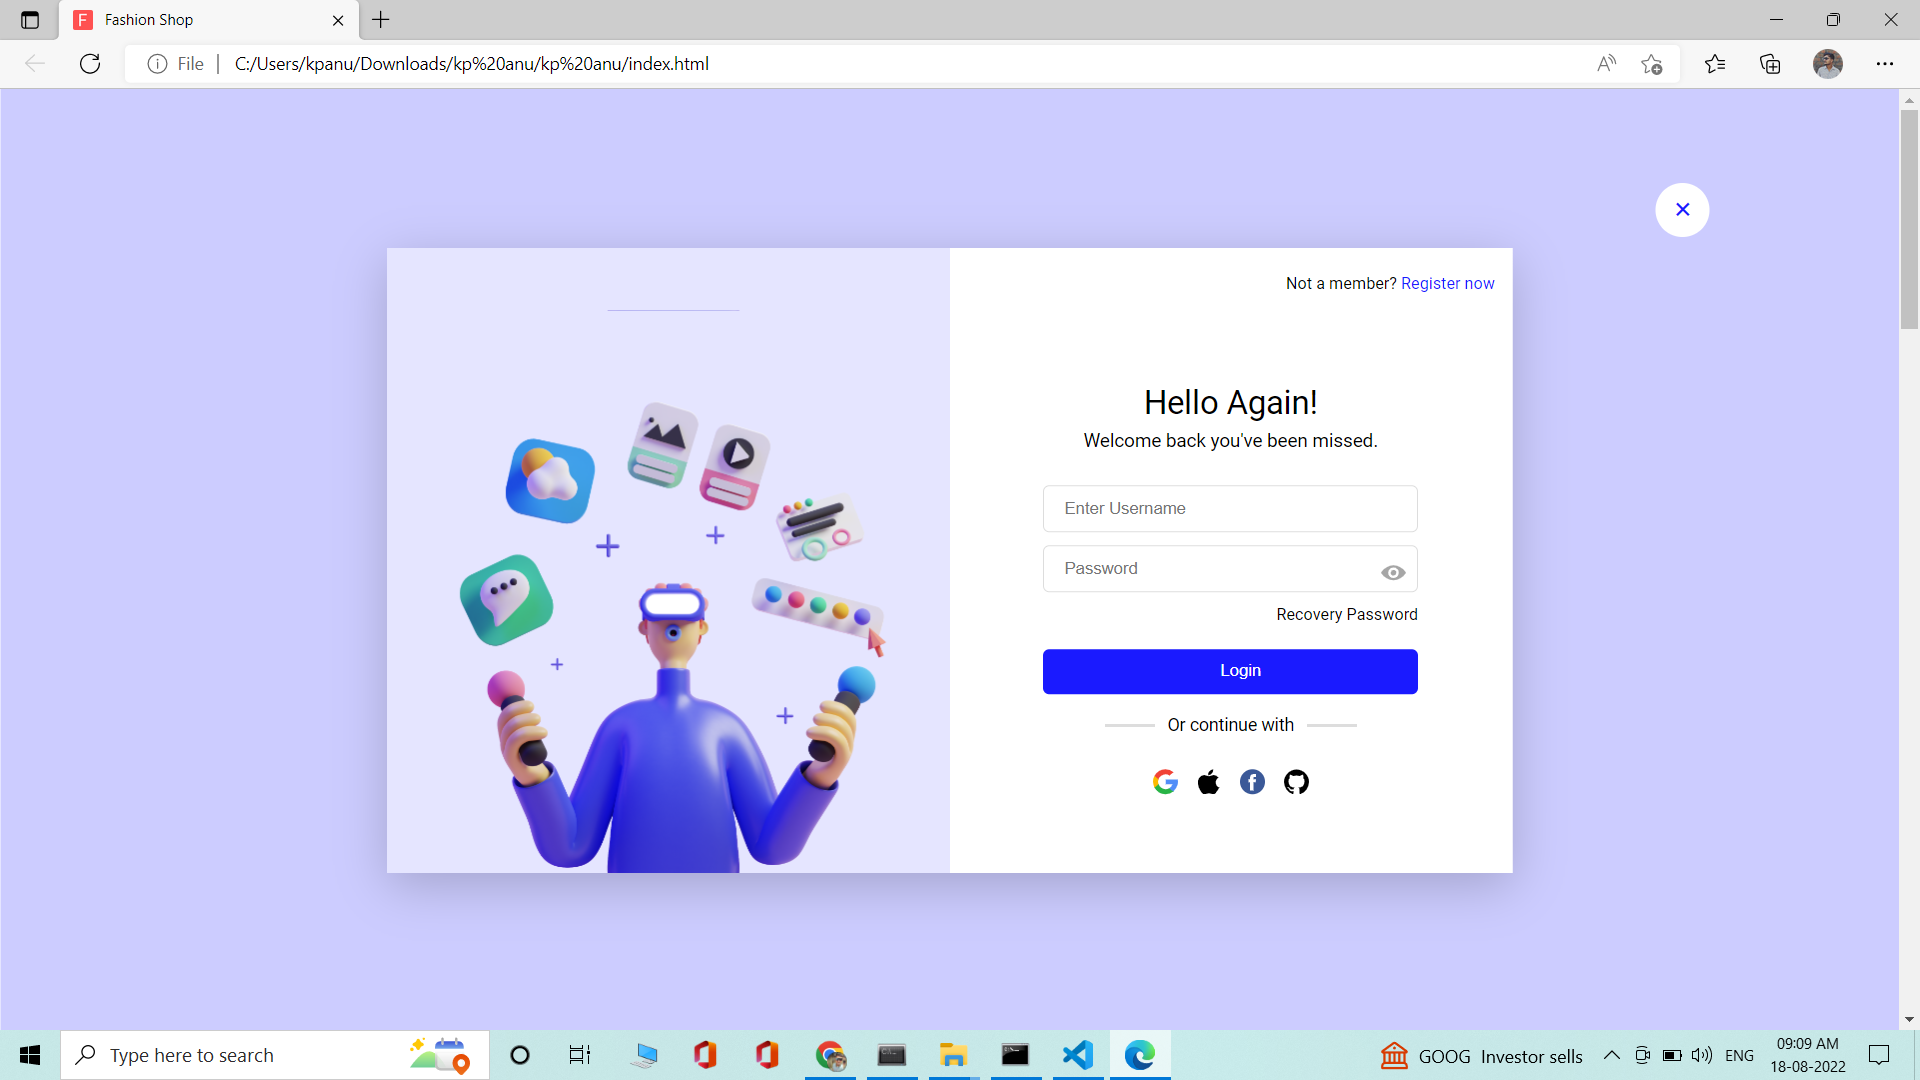 Fashion Shop
File
C:/Users/kpanu/Downloads/kp%20anu/kp%20anu/index.html
Not a member? Register now
Hello Again!
Welcome back you've been missed.
Enter Username
Password
Recovery Password
Login
Or continue with
Type here to search
GOOG Investor sells
ENG
09:09 AM
18-08-2022